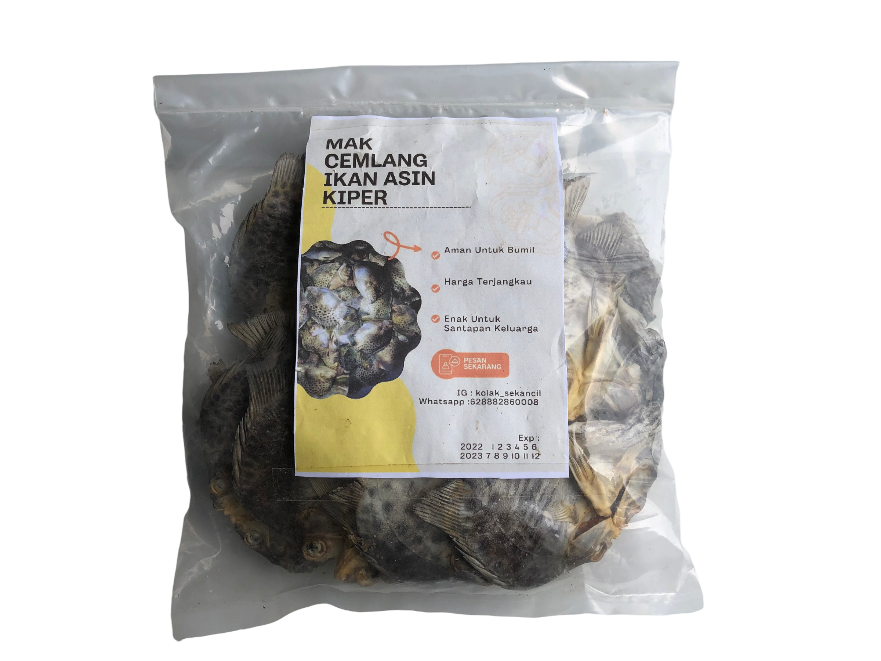 MAK
CEMLANG
IKAN ASIN
KIPER
Aman Untuk Bumil
Harga Terjangkau
Enak Untuk
Santapan Keluarga
PESAN
SEKARANG
IG : kolak_sekancil
Whatsapp :628882860008
Exp :
2022 1 2 3 4 5 6
2023 7 8 9 10 11 12